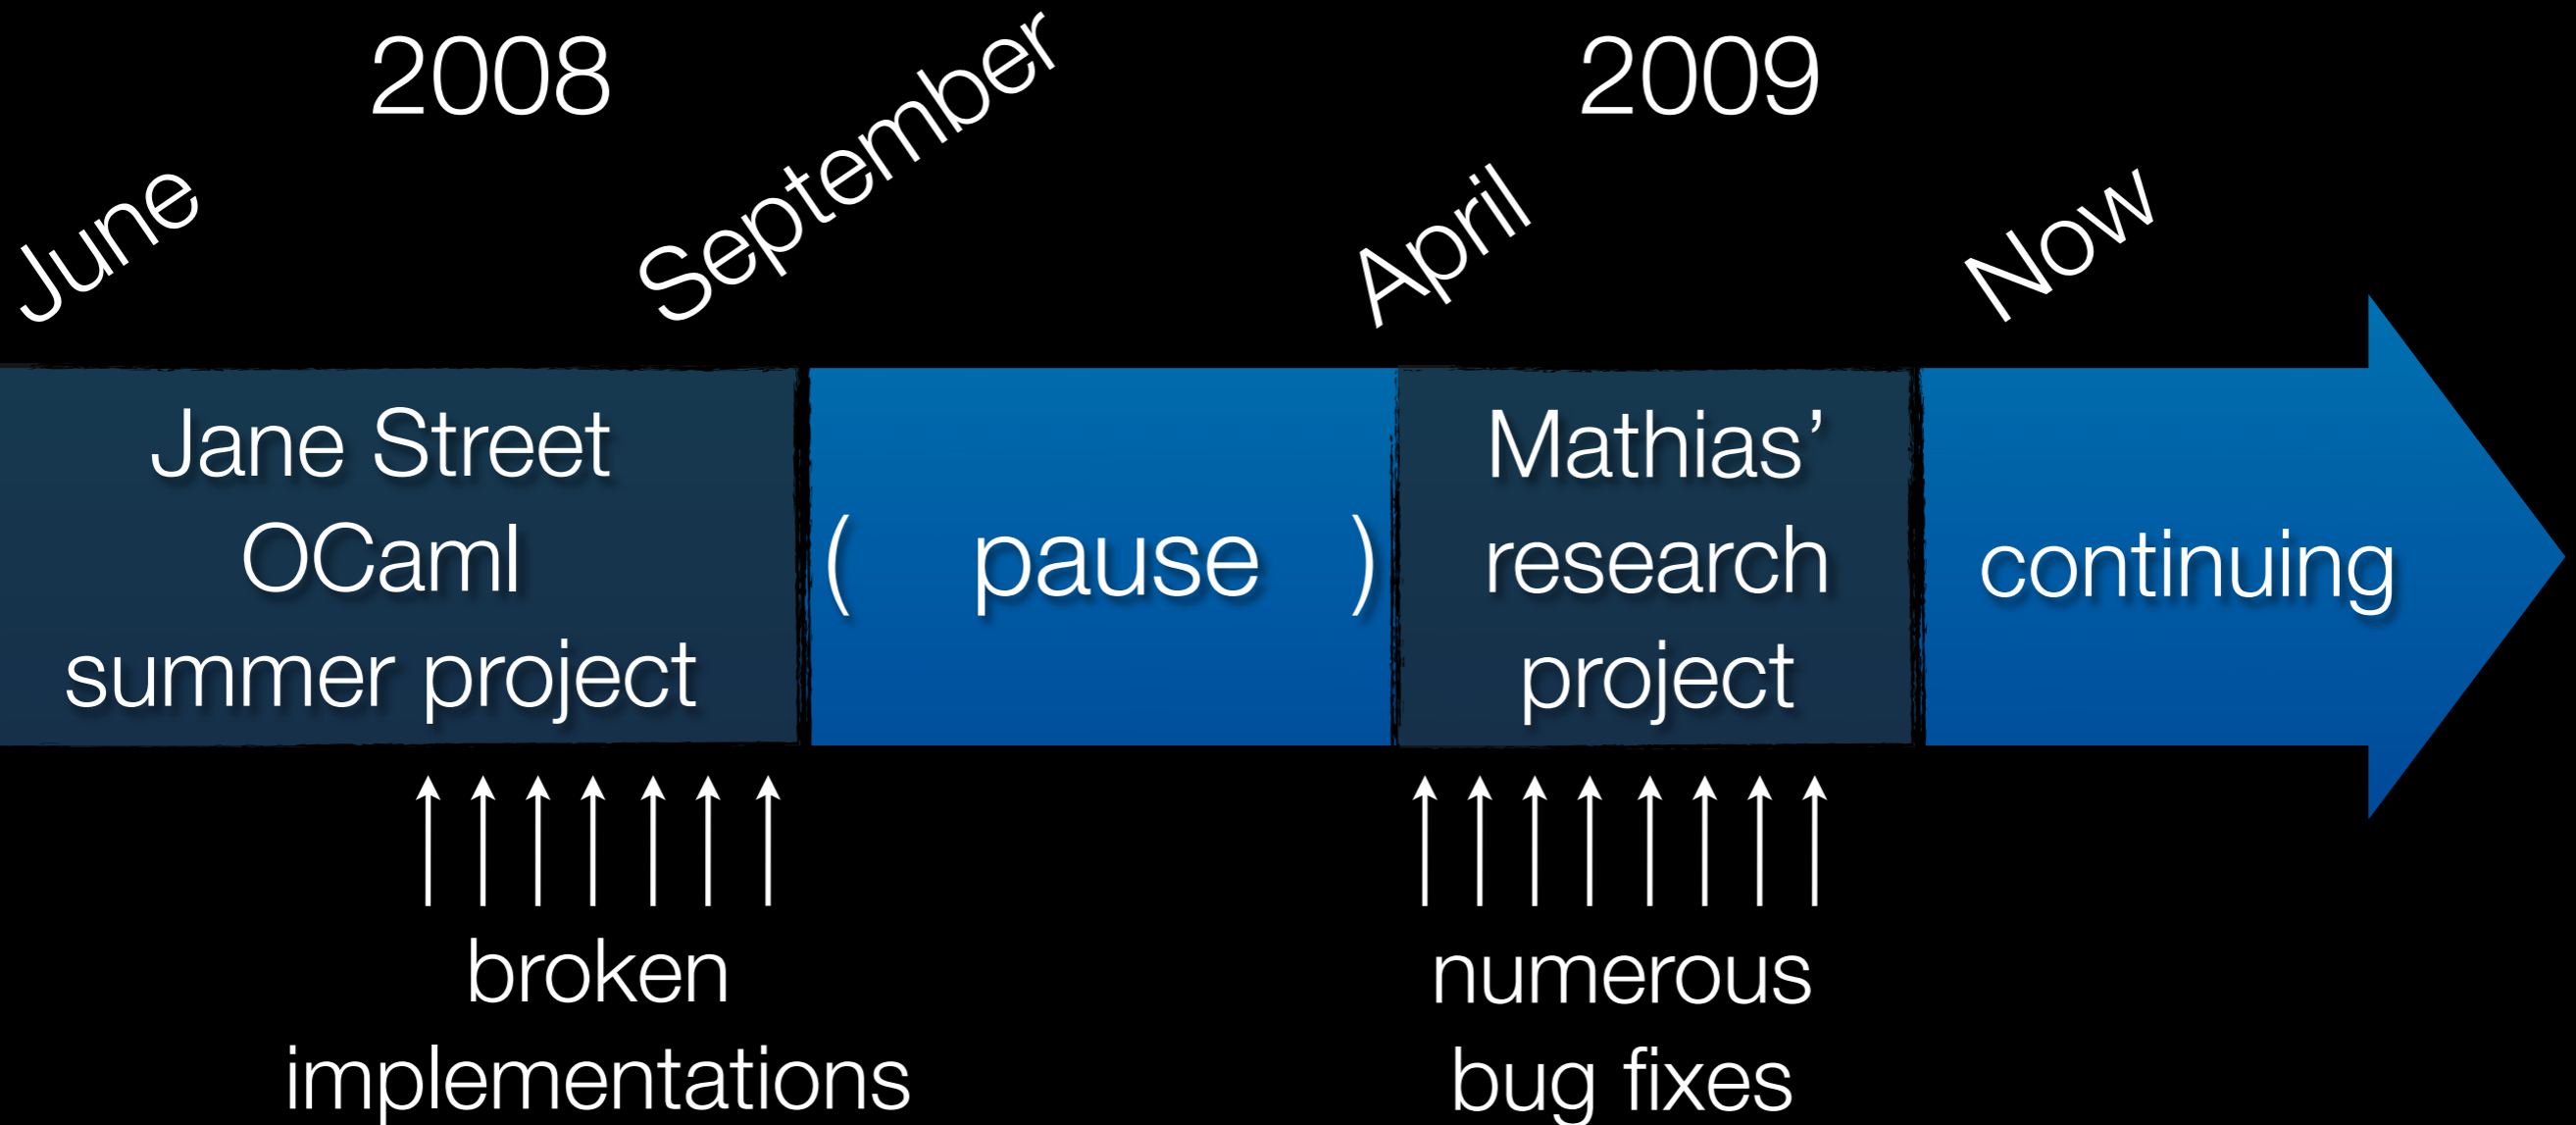 2008
2009
June
September
April
Now
Jane Street
OCaml
summer project
( pause )
Mathias’
research
project
continuing
broken
implementations
numerous
bug fixes